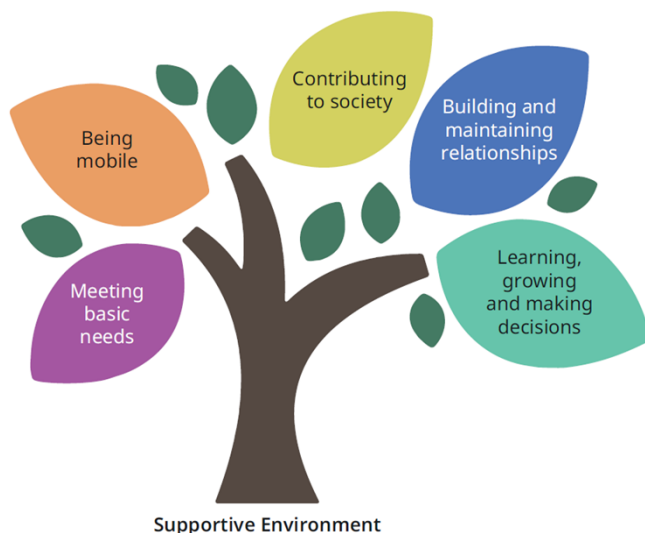 Contributing
to society
Building and
maintaining
relationships
Being
mobile
Learning,
growing
and making
decisions
Meeting
basic
needs
Supportive Environment